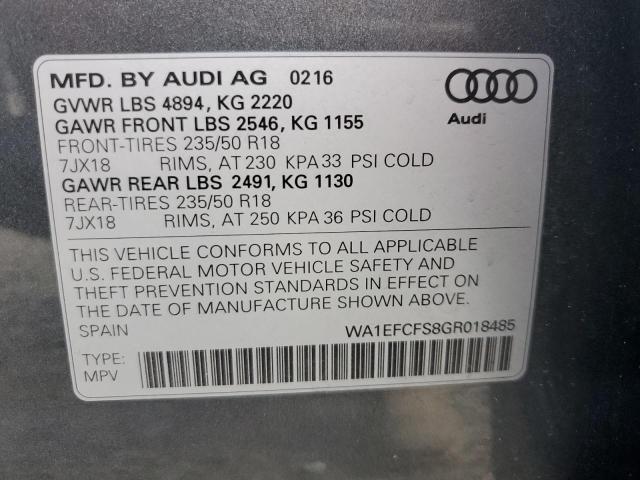 MFD. BY AUDI AG 0216
GVWR LBS 4894, KG 2220
GAWR FRONT LBS 2546, KG 1155
FRONT-TIRES 235/50 R18
7JX18 RIMS, AT 230 KPA 33 PSI COLD
GAWR REAR LBS 2491, KG 1130
REAR-TIRES 235/50 R18
7JX18 RIMS, AT 250 KPA 36 PSI COLD
Audi
THIS VEHICLE CONFORMS TO ALL APPLICABLE
U.S. FEDERAL MOTOR VEHICLE SAFETY AND
THEFT PREVENTION STANDARDS IN EFFECT ON
THE DATE OF MANUFACTURE SHOWN ABOVE.
SPAIN WA1EFCFS8GR018485
TYPE:
MPV